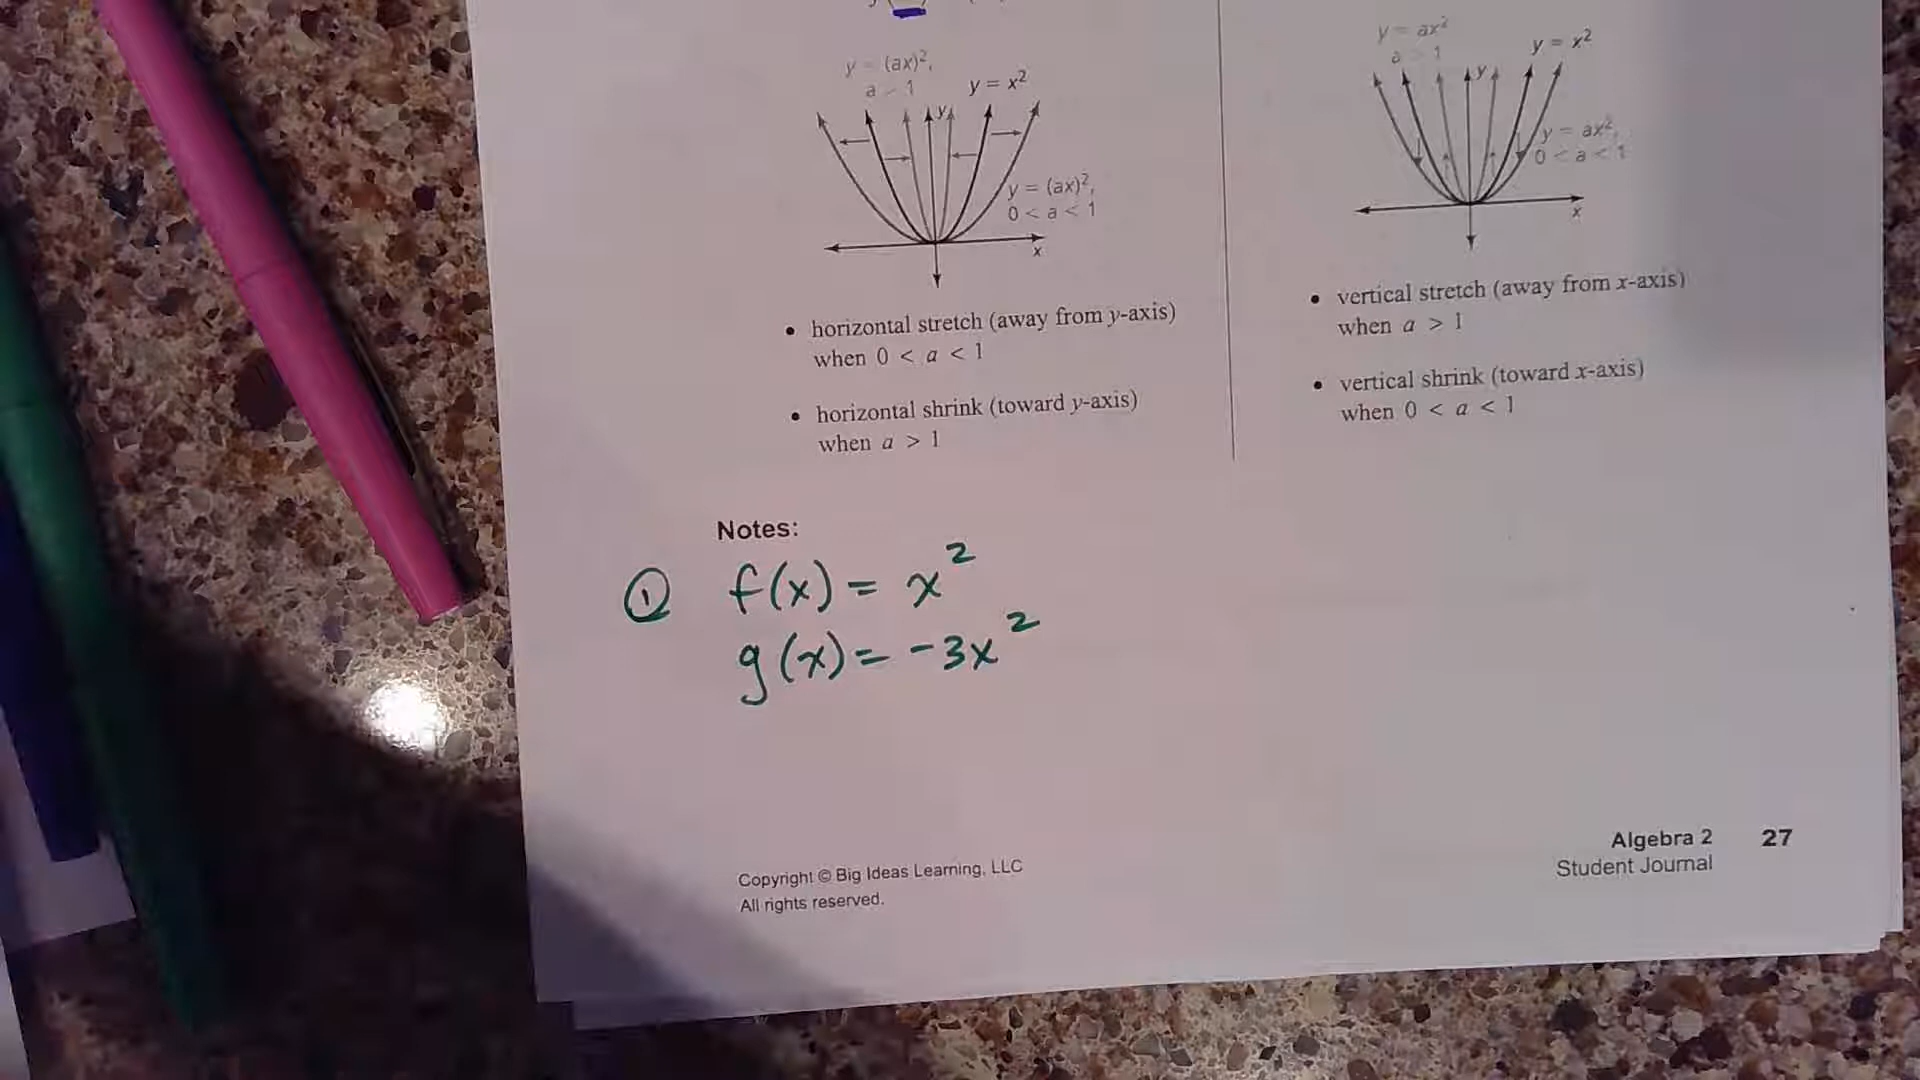 y = (ax)²,
a > 1
y = x²
y
y = (ax)²,
0 < a < 1
x
• horizontal stretch (away from y-axis)
when 0 < a < 1
• horizontal shrink (toward y-axis)
when a > 1
y = ax²
a > 1
y = x²
y
y = ax²,
0 < a < 1
x
• vertical stretch (away from x-axis)
when a > 1
• vertical shrink (toward x-axis)
when 0 < a < 1
Notes:
① f(x) = x²
g(x) = -3x²
Copyright © Big Ideas Learning, LLC
All rights reserved.
Algebra 2 27
Student Journal